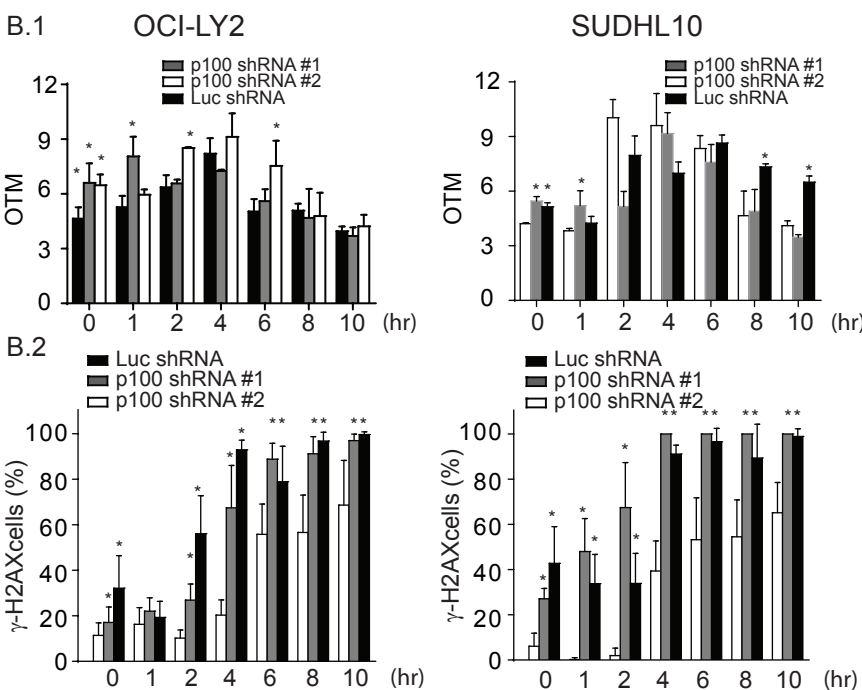 B.1
OCI-LY2
SUDHL10
p100 shRNA #1
p100 shRNA #2
Luc shRNA
12
9
6
3
0
OTM
* * * * * *
0 1 2 4 6 8 10 (hr)
p100 shRNA #1
p100 shRNA #2
Luc shRNA
12
9
6
3
0
OTM
* * * * *
0 1 2 4 6 8 10 (hr)
B.2
Luc shRNA
p100 shRNA #1
p100 shRNA #2
100
80
60
40
20
0
γ-H2AXcells (%)
* * * * * * ** ** **
0 1 2 4 6 8 10 (hr)
Luc shRNA
p100 shRNA #1
p100 shRNA #2
100
80
60
40
20
0
γ-H2AXcells (%)
* * * * * * ** ** ** **
0 1 2 4 6 8 10 (hr)